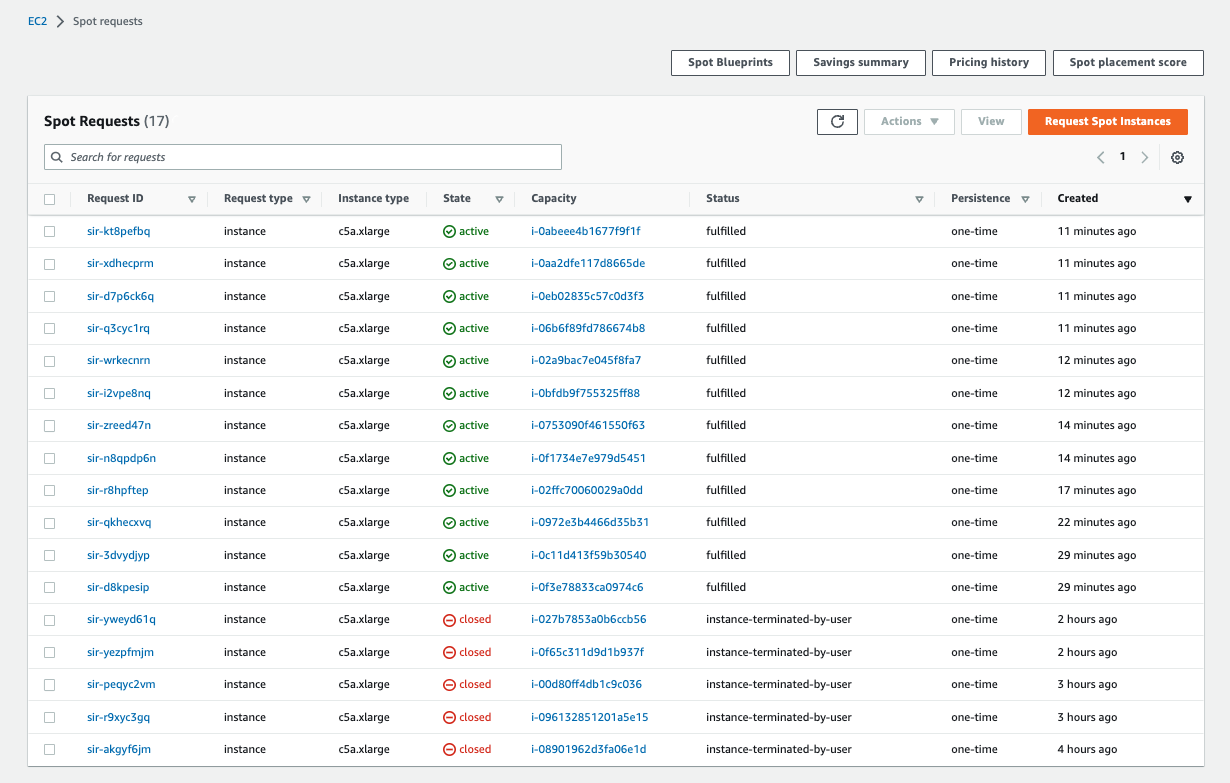 EC2 > Spot requests
Spot Blueprints Savings summary Pricing history Spot placement score
Spot Requests (17) Actions View Request Spot Instances
Search for requests 1
Request ID Request type Instance type State Capacity Status Persistence Created
sir-kt8pefbq instance c5a.xlarge active i-0abeee4b1677f9f1f fulfilled one-time 11 minutes ago
sir-xdhecprm instance c5a.xlarge active i-0aa2dfe117d8665de fulfilled one-time 11 minutes ago
sir-d7p6ck6q instance c5a.xlarge active i-0eb02835c57c0d3f3 fulfilled one-time 11 minutes ago
sir-q3cyc1rq instance c5a.xlarge active i-06b6f89fd786674b8 fulfilled one-time 11 minutes ago
sir-wrkecnrn instance c5a.xlarge active i-02a9bac7e045f8fa7 fulfilled one-time 12 minutes ago
sir-i2vpe8nq instance c5a.xlarge active i-0bfdb9f755325ff88 fulfilled one-time 12 minutes ago
sir-zreed47n instance c5a.xlarge active i-0753090f461550f63 fulfilled one-time 14 minutes ago
sir-n8qpdp6n instance c5a.xlarge active i-0f1734e7e979d5451 fulfilled one-time 14 minutes ago
sir-r8hpftep instance c5a.xlarge active i-02ffc70060029a0dd fulfilled one-time 17 minutes ago
sir-qkhecxvq instance c5a.xlarge active i-0972e3b4466d35b31 fulfilled one-time 22 minutes ago
sir-3dvydjyp instance c5a.xlarge active i-0c11d413f59b30540 fulfilled one-time 29 minutes ago
sir-d8kpesip instance c5a.xlarge active i-0f3e78833ca0974c6 fulfilled one-time 29 minutes ago
sir-yweyd61q instance c5a.xlarge closed i-027b7853a0b6ccb56 instance-terminated-by-user one-time 2 hours ago
sir-yezpfmjm instance c5a.xlarge closed i-0f65c311d9d1b937f instance-terminated-by-user one-time 2 hours ago
sir-peqyc2vm instance c5a.xlarge closed i-00d80ff4db1c9c036 instance-terminated-by-user one-time 3 hours ago
sir-r9xyc3gq instance c5a.xlarge closed i-096132851201a5e15 instance-terminated-by-user one-time 3 hours ago
sir-akgyf6jm instance c5a.xlarge closed i-08901962d3fa06e1d instance-terminated-by-user one-time 4 hours ago